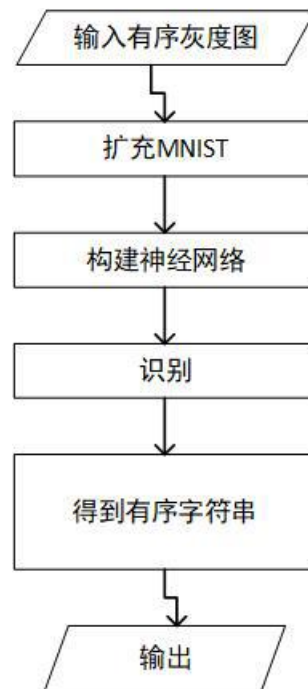 输入有序灰度图
扩充MNIST
构建神经网络
识别
得到有序字符串
输出